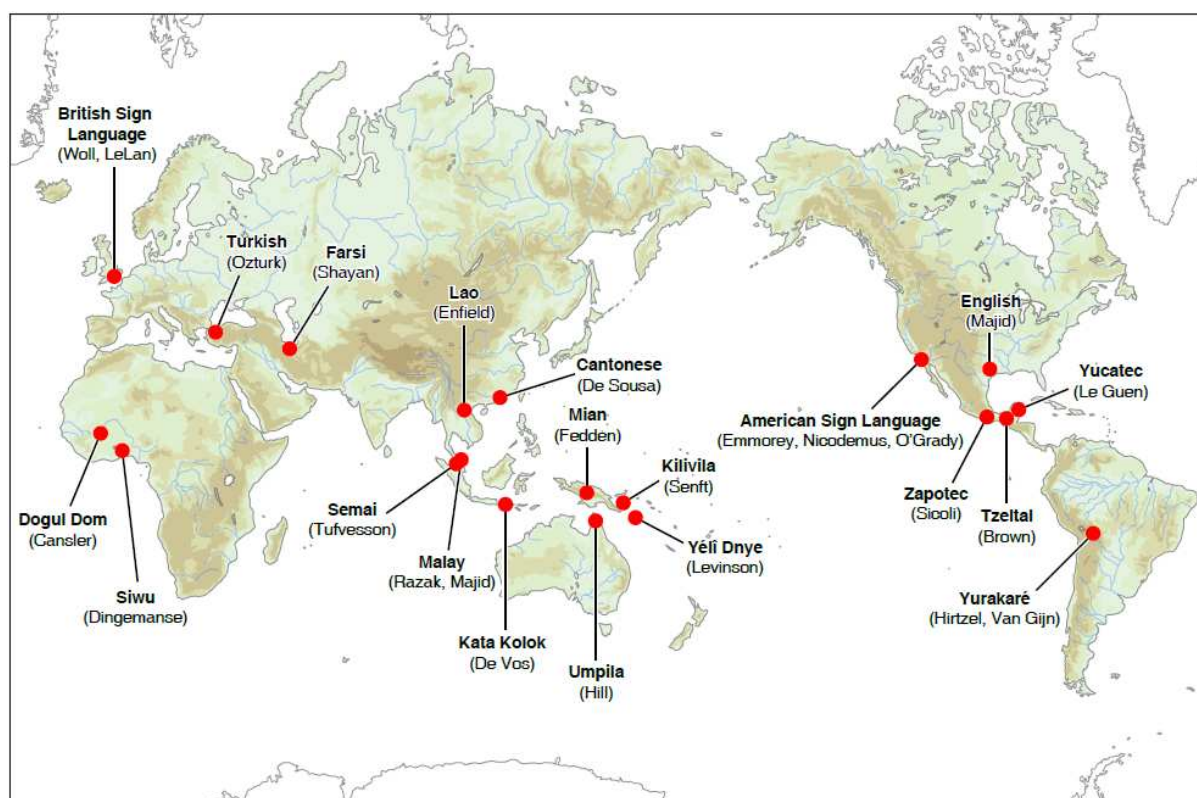 British Sign
Language
(Woll, LeLan)
Turkish
(Ozturk)
Farsi
(Shayan)
Lao
(Enfield)
English
(Majid)
Cantonese
(De Sousa)
Yucatec
(Le Guen)
Mian
(Fedden)
American Sign Language
(Emmorey, Nicodemus, O'Grady)
Kilivila
(Senft)
Zapotec
(Sicoli)
Semai
(Tufvesson)
Tzeltal
(Brown)
Dogul Dom
(Cansler)
Yélî Dnye
(Levinson)
Malay
(Razak, Majid)
Siwu
(Dingemanse)
Yurakaré
(Hirtzel, Van Gijn)
Kata Kolok
(De Vos)
Umpila
(Hill)